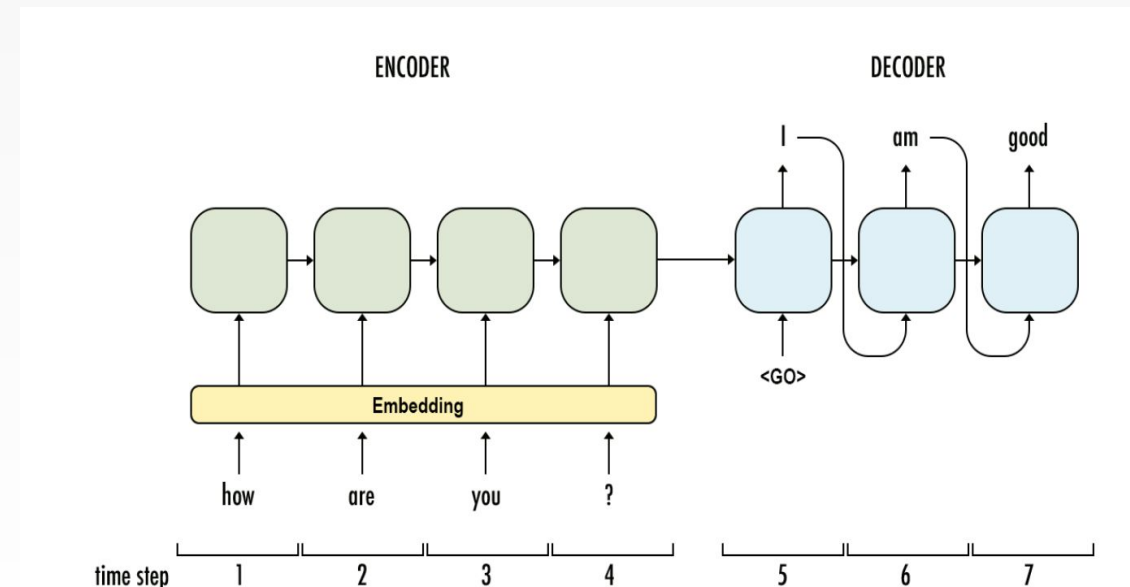 ENCODER DECODER
I am good
<GO>
Embedding
how are you ?
time step 1 2 3 4 5 6 7